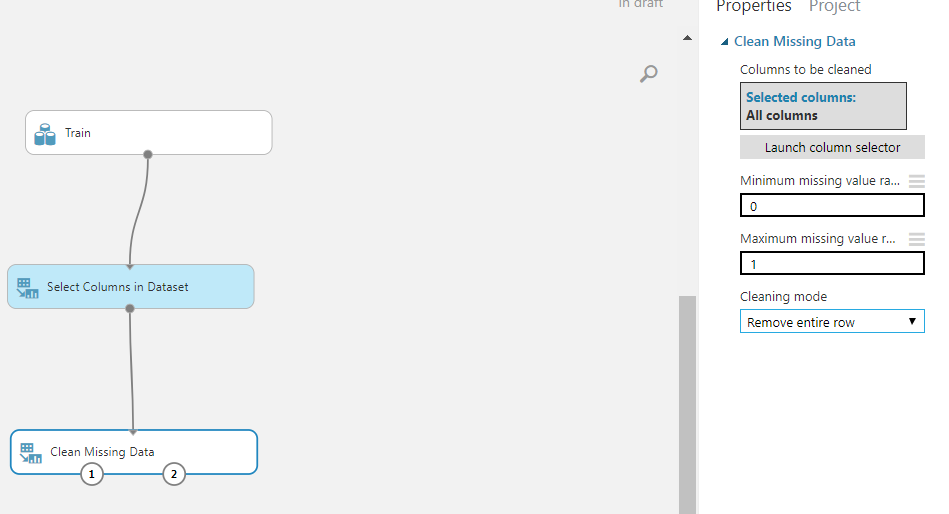 In draft
Properties Project
Clean Missing Data
Columns to be cleaned
Selected columns:
All columns
Launch column selector
Minimum missing value ra...
0
Maximum missing value r...
1
Cleaning mode
Remove entire row
Train
Select Columns in Dataset
Clean Missing Data
1 2